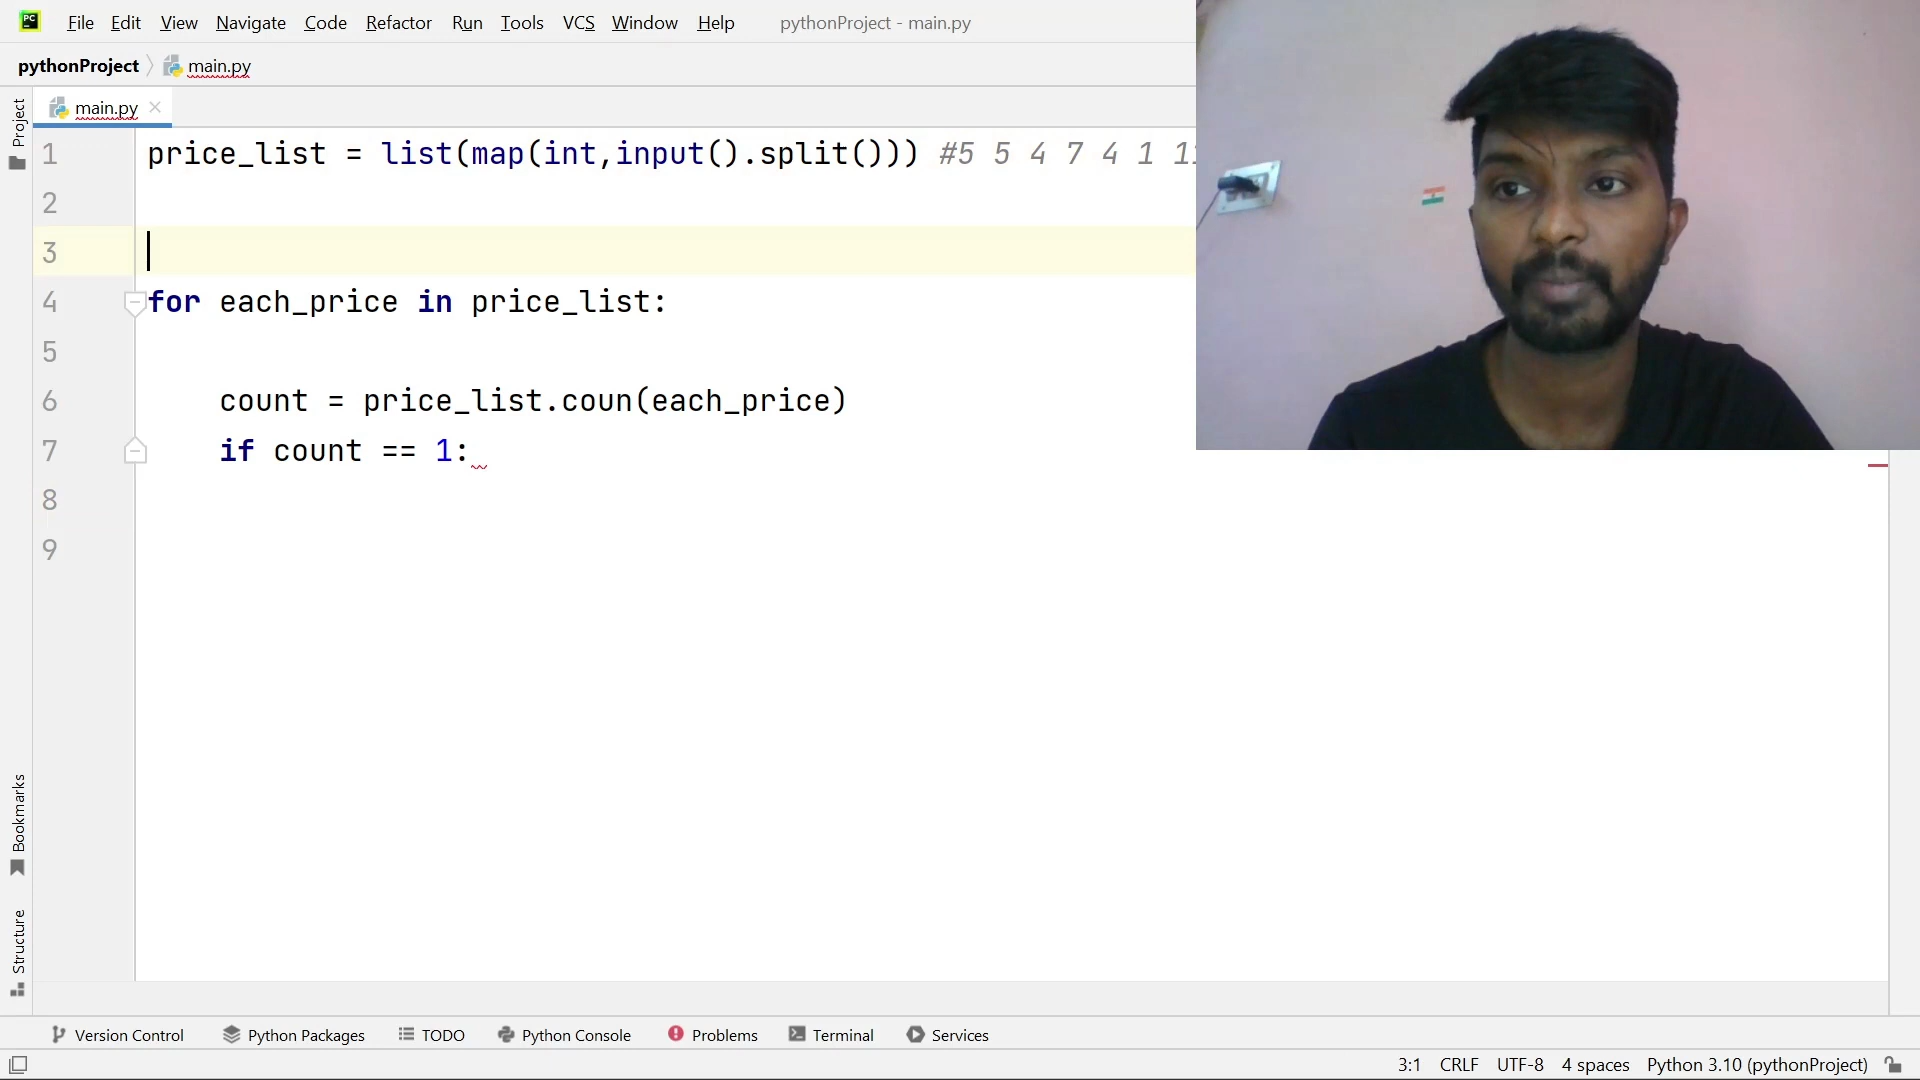 PC File Edit View Navigate Code Refactor Run Tools VCS Window Help pythonProject - main.py
pythonProject main.py
Project
main.py
1 price_list = list(map(int,input().split())) #5 5 4 7 4 1 1
2
3
4 for each_price in price_list:
5
6 count = price_list.coun(each_price)
7 if count == 1:
8
9
Bookmarks
Structure
Version Control Python Packages TODO Python Console Problems Terminal Services
3:1 CRLF UTF-8 4 spaces Python 3.10 (pythonProject)